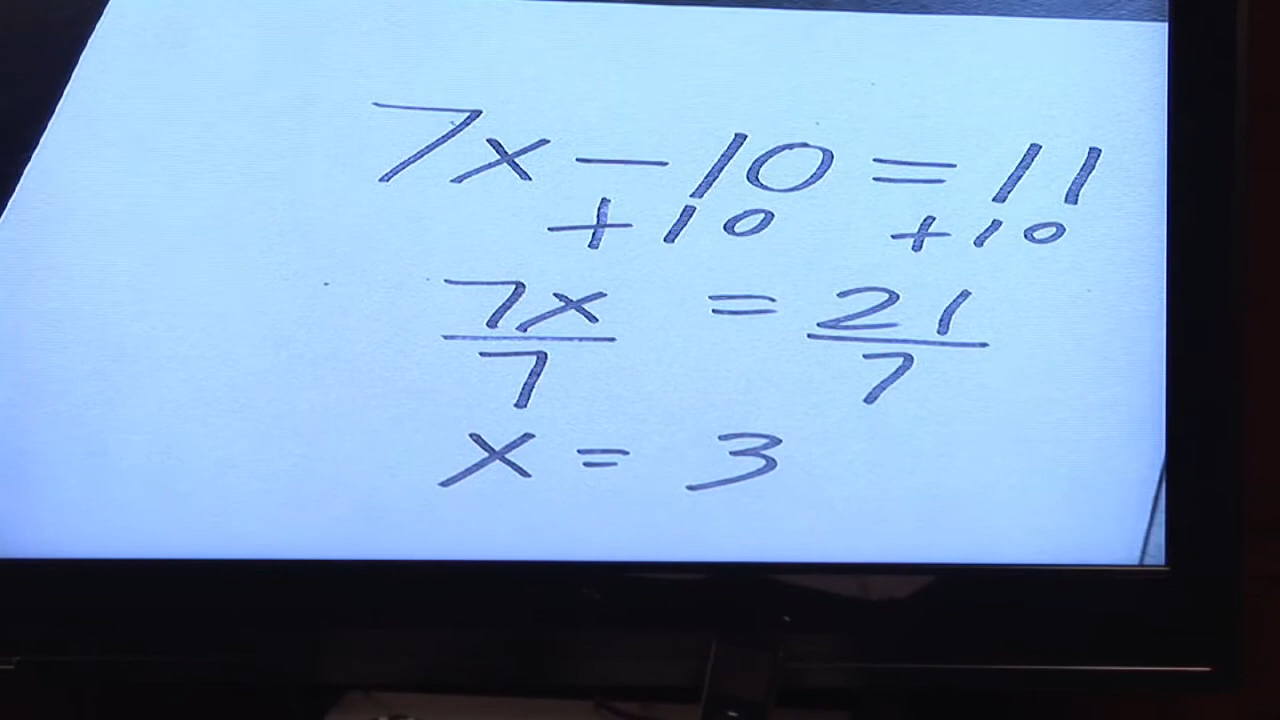 7x - 10 = 11
+10 +10
7x = 21
7 7
x = 3